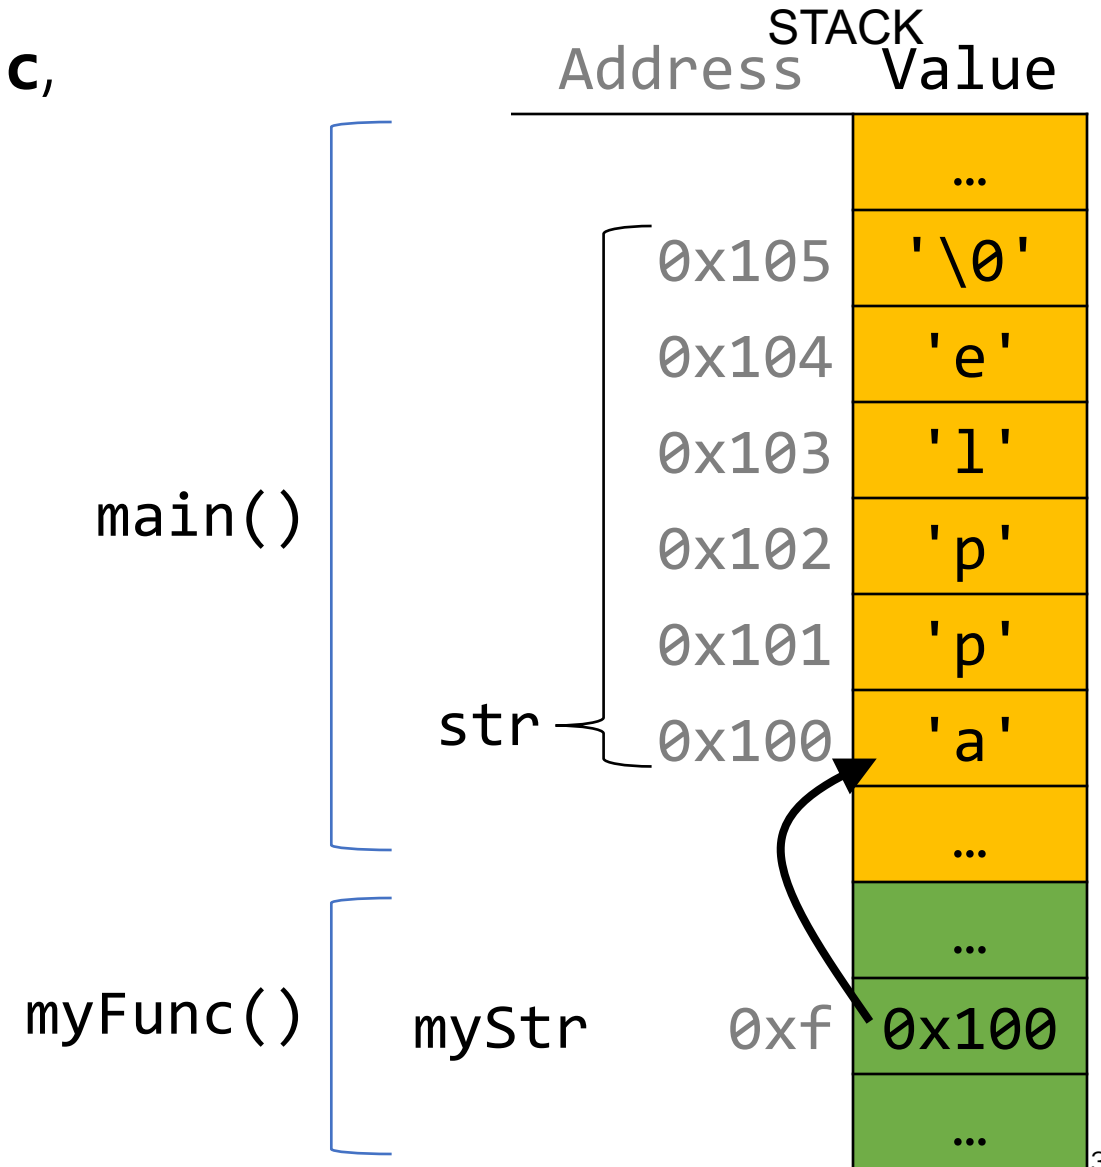 STACK
c,
Address Value
…
0x105 '\0'
0x104 'e'
0x103 'l'
main()
0x102 'p'
0x101 'p'
str
0x100 'a'
…
…
myFunc()
myStr 0xf 0x100
…